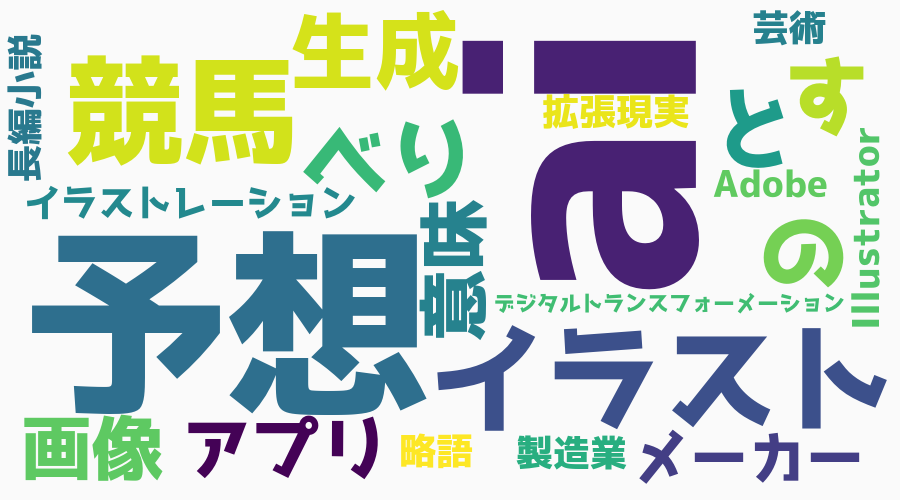 長編小説
競馬
生成
ai
芸術
拡張現実
と
す
べり
Adobe
Illustrator
イラストレーション
意味
の
予想
デジタルトランスフォーメーション
イラスト
画像
アプリ
略語
製造業
メーカー